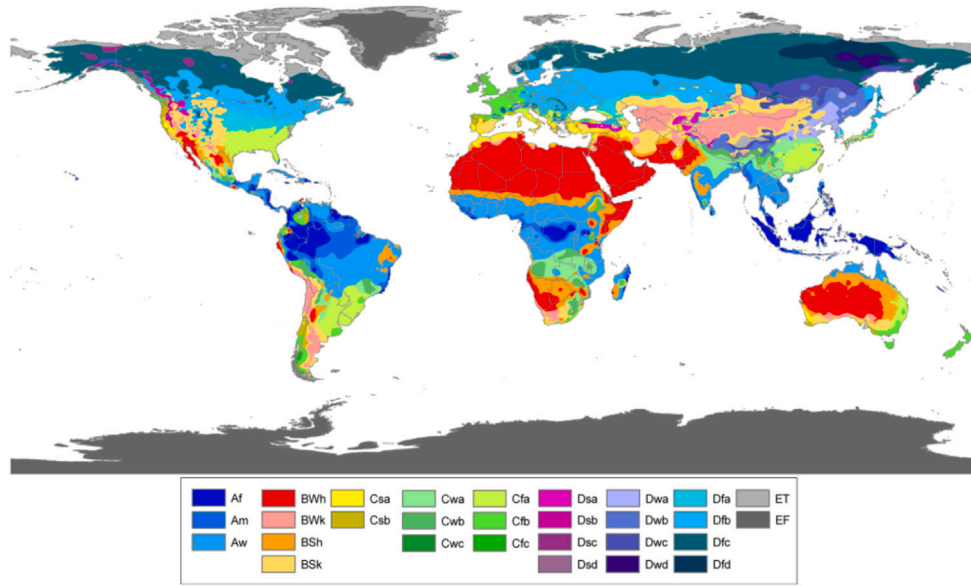 Af BWh Csa Cwa Cfa Dsa Dwa Dfa ET
Am BWk Csb Cwb Cfb Dsb Dwb Dfb EF
Aw BSh Cwc Cfc Dsc Dwc Dfc
BSk Dsd Dwd Dfd